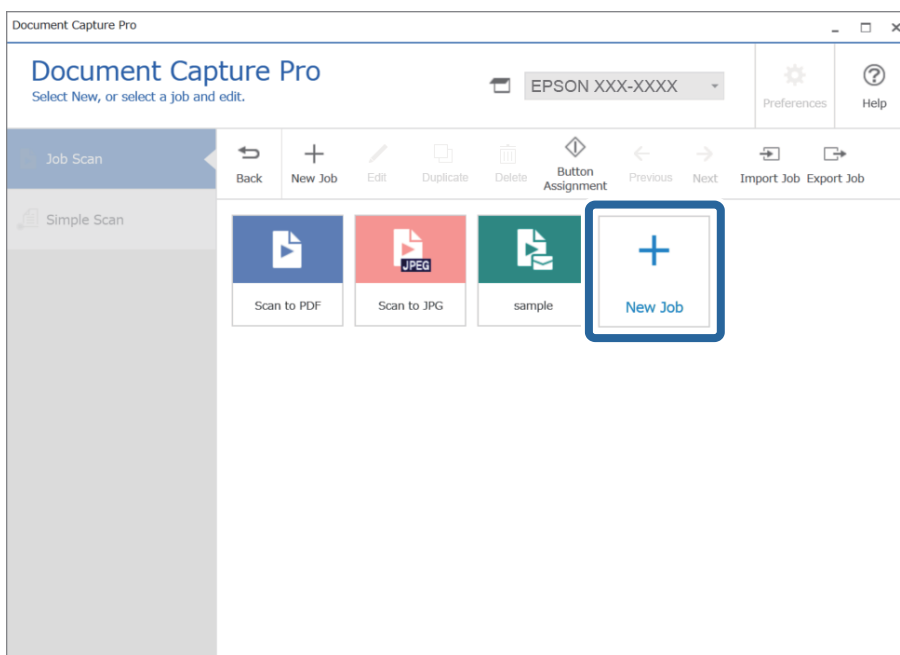 Document Capture Pro
Document Capture Pro
Select New, or select a job and edit.
EPSON XXX-XXXX
Preferences
Help
Job Scan
Simple Scan
Back
New Job
Edit
Duplicate
Delete
Button
Assignment
Previous
Next
Import Job
Export Job
JPEG
Scan to PDF
Scan to JPG
sample
New Job